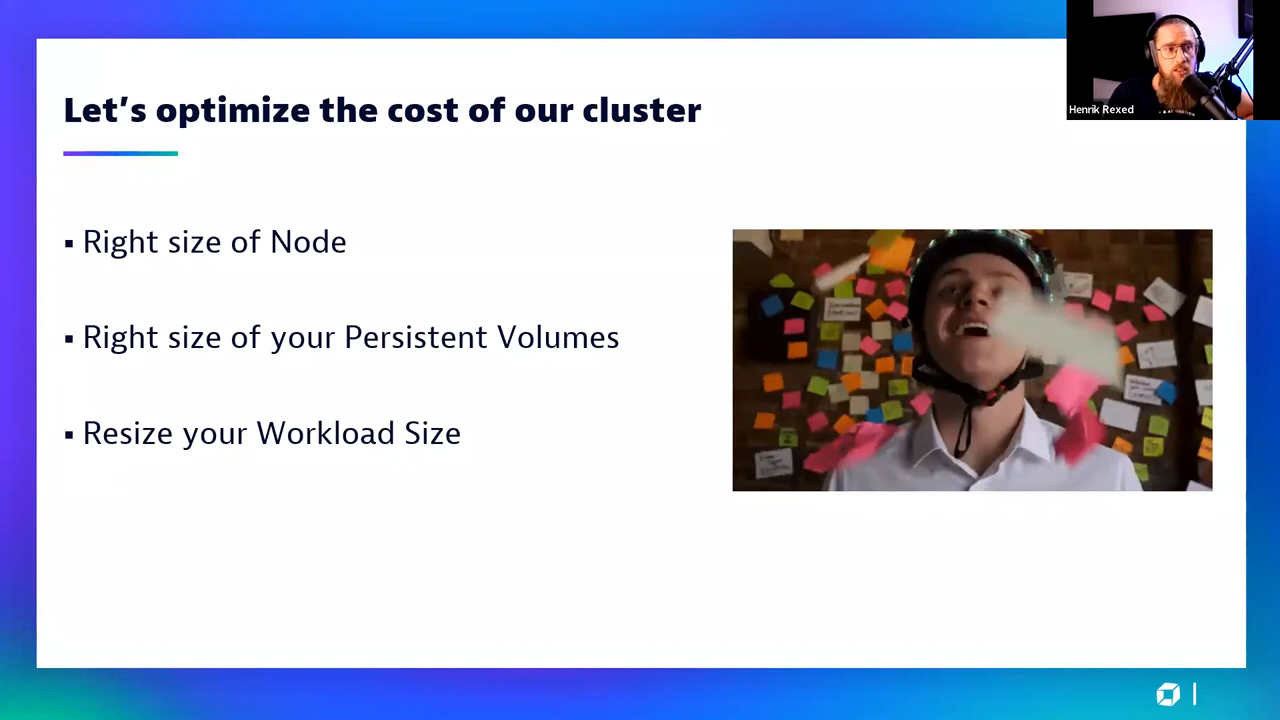 Let's optimize the cost of our cluster
Henrik Rexed
▪ Right size of Node
▪ Right size of your Persistent Volumes
▪ Resize your Workload Size